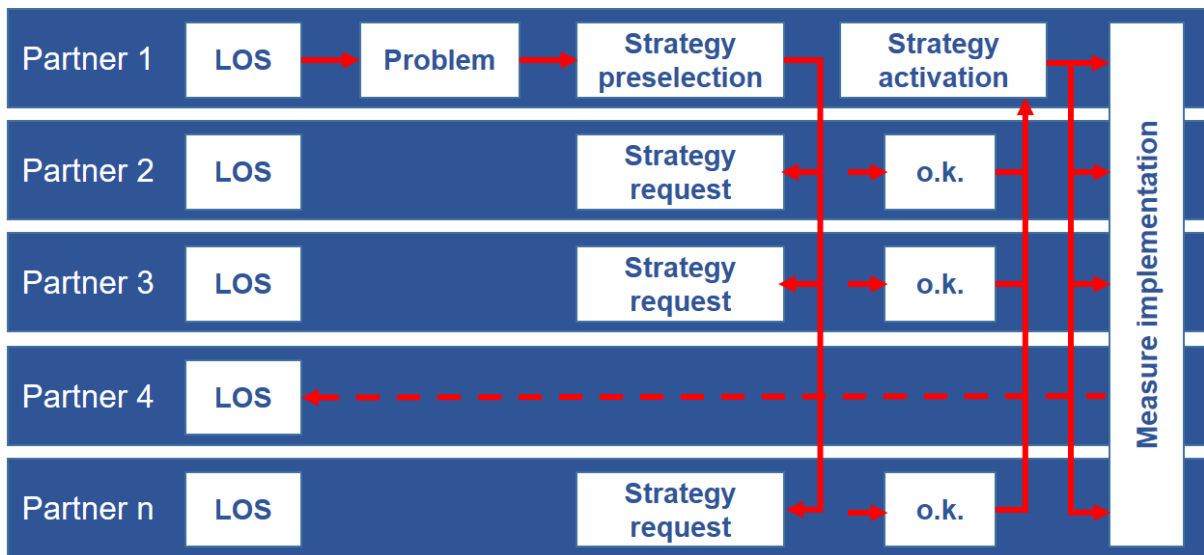 Partner 1
LOS
Problem
Strategy
preselection
Strategy
activation
Partner 2
LOS
Strategy
request
o.k.
Partner 3
LOS
Strategy
request
o.k.
Partner 4
LOS
Partner n
LOS
Strategy
request
o.k.
Measure implementation